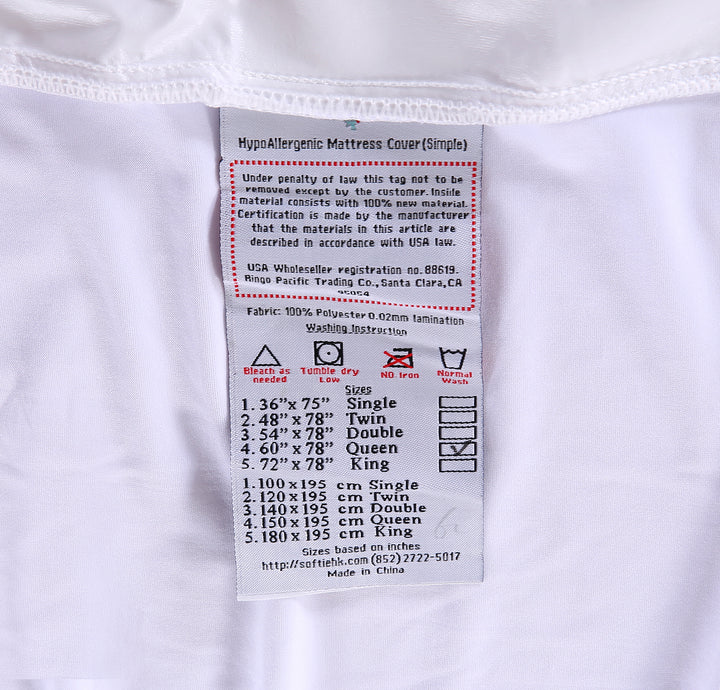 HypoAllergenic Mattress Cover(Simple)
Under penalty of law this tag not to be
removed except by the customer. Inside
material consists with 100% new material.
Certification is made by the manufacturer
that the materials in this article are
described in accordance with USA law.
USA Wholeseller registration no. 88619.
Bingo Pacific Trading Co., Santa Clara, CA
95054
Fabric: 100% Polyester 0.02mm lamination
Washing Instruction
Bleach as needed
Tumble dry Low
NO Iron
Normal Wash
Sizes
1. 36"x 75" Single
2. 48"x 78" Twin
3. 54"x 78" Double
4. 60"x 78" Queen
5. 72"x 78" King
1. 100 x 195 cm Single
2. 120 x 195 cm Twin
3. 140 x 195 cm Double
4. 150 x 195 cm Queen
5. 180 x 195 cm King
Sizes based on inches
http://softiehk.com (852) 2722-5017
Made in China